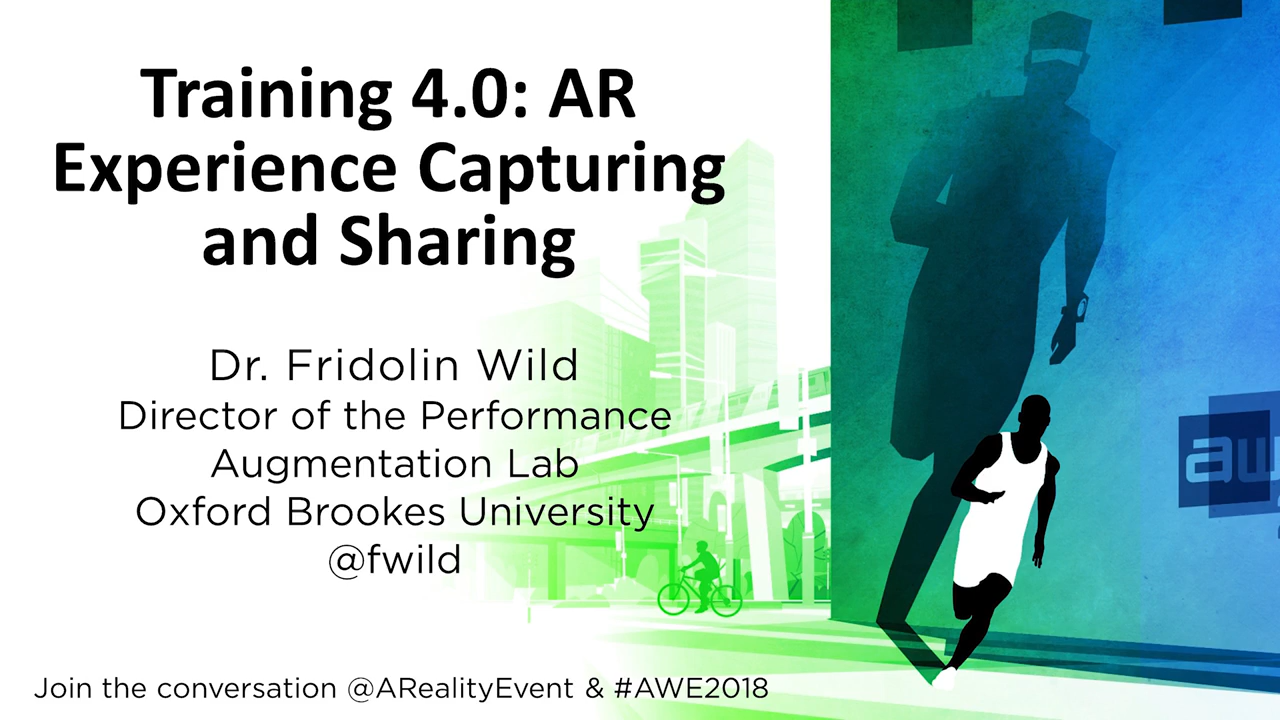 Training 4.0: AR
Experience Capturing
and Sharing
Dr. Fridolin Wild
Director of the Performance
Augmentation Lab
Oxford Brookes University
@fwild
Join the conversation @ARealityEvent & #AWE2018